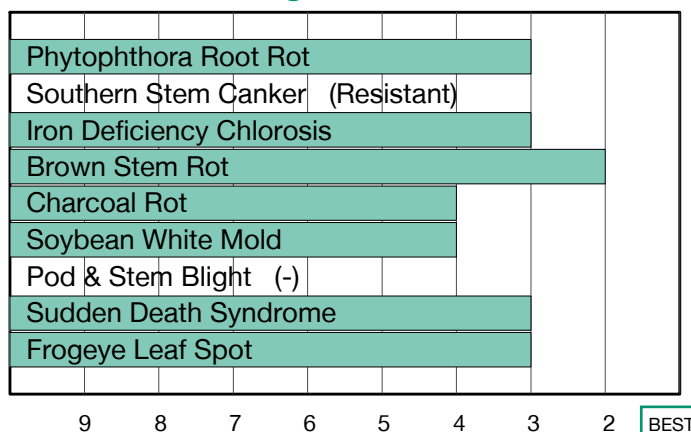 Phytophthora Root Rot
Southern Stem Canker (Resistant)
Iron Deficiency Chlorosis
Brown Stem Rot
Charcoal Rot
Soybean White Mold
Pod & Stem Blight (-)
Sudden Death Syndrome
Frogeye Leaf Spot
9 8 7 6 5 4 3 2 BEST